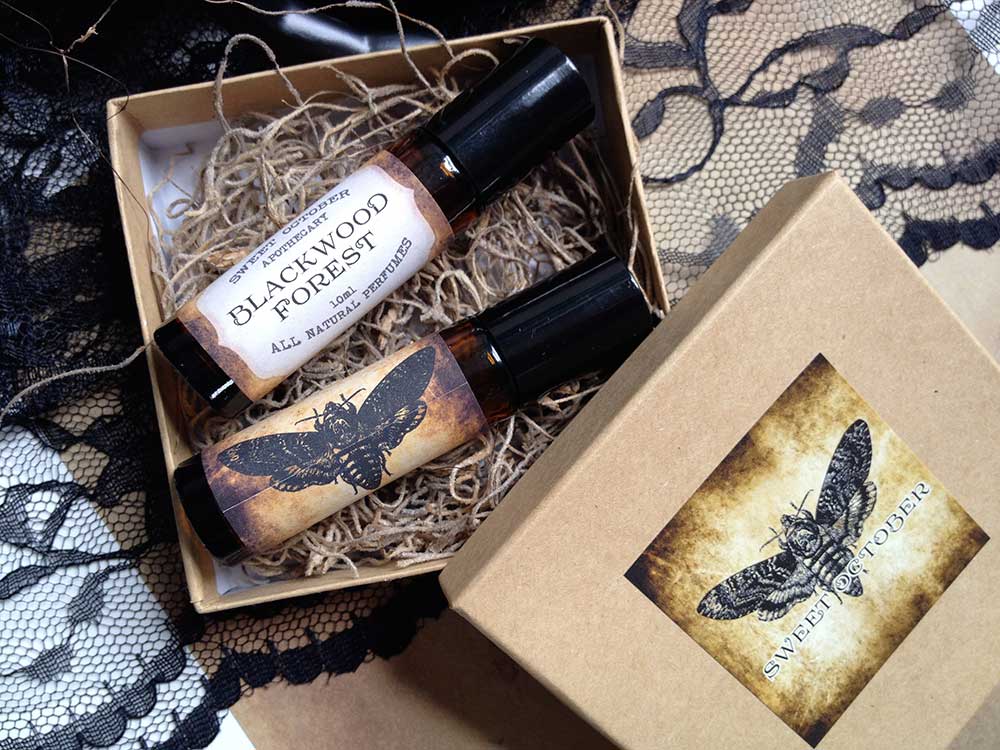 SWEET OCTOBER
APOTHECARY
BLACKWOOD
FOREST
10ml
ALL NATURAL PERFUMES
SWEET OCTOBER